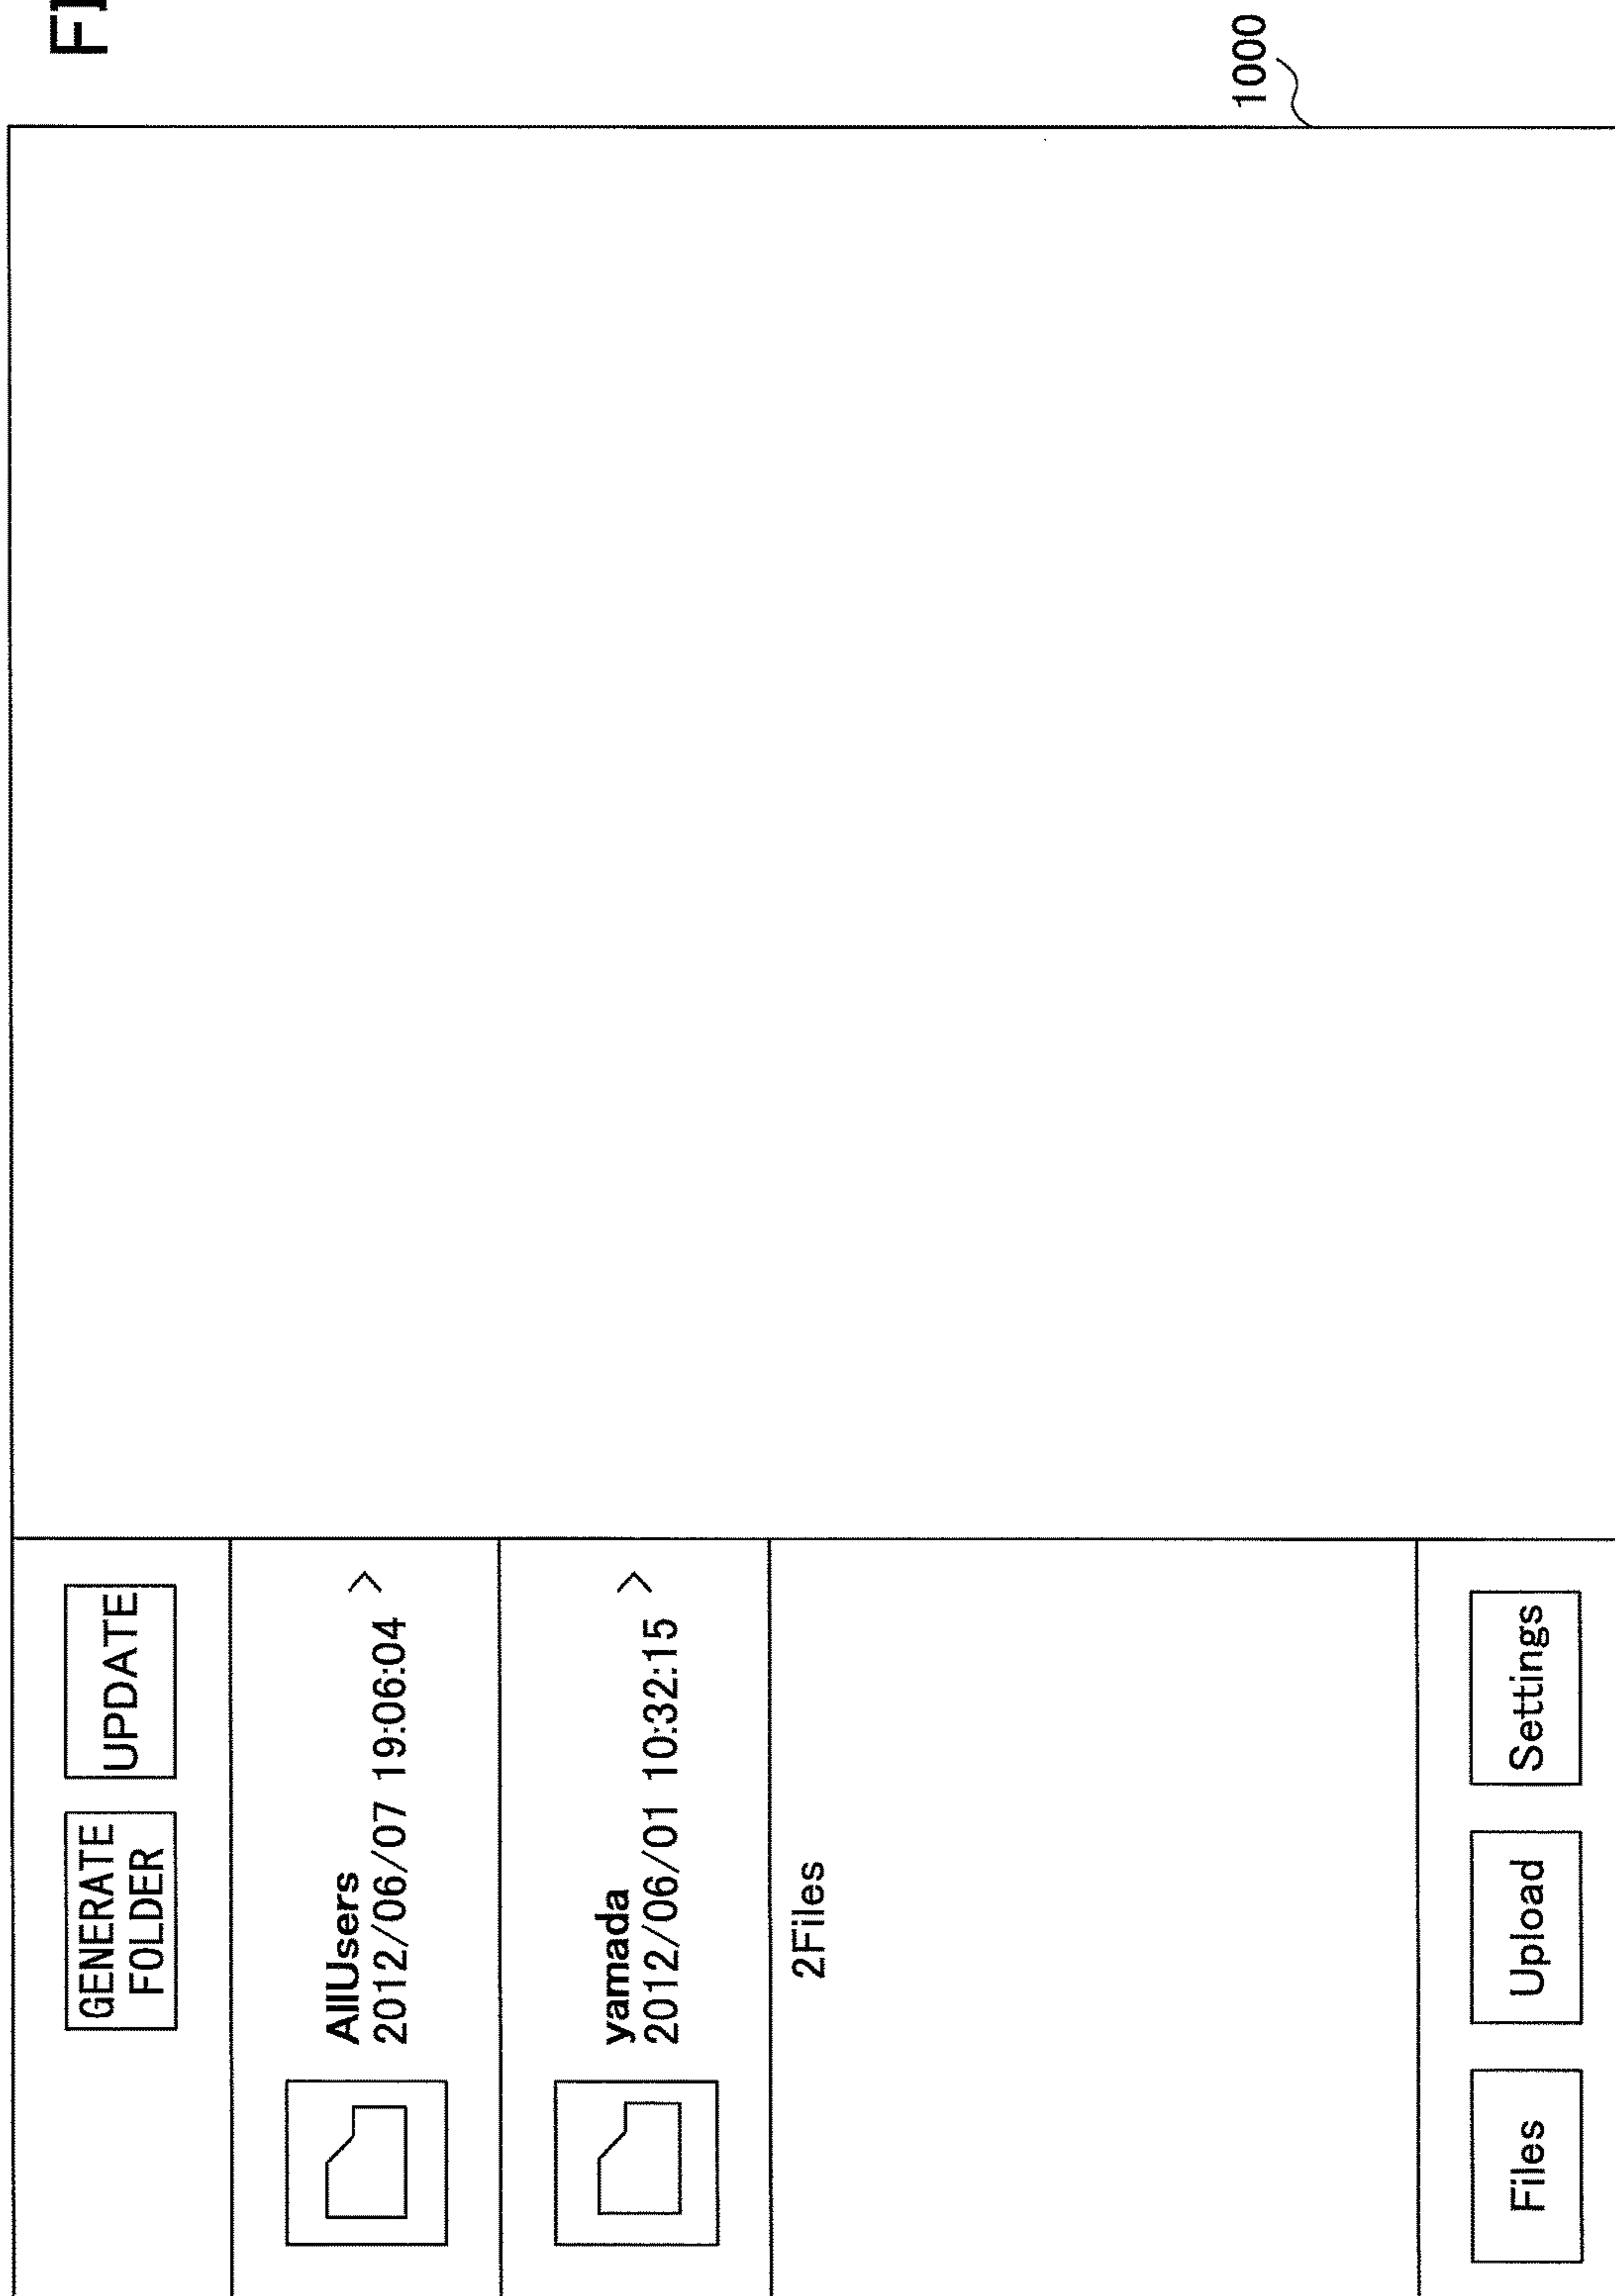 GENERATE
FOLDER
UPDATE
AllUsers
2012/06/07 19:06:04 >
yamada
2012/06/01 10:32:15 >
2Files
Files
Upload
Settings
1000